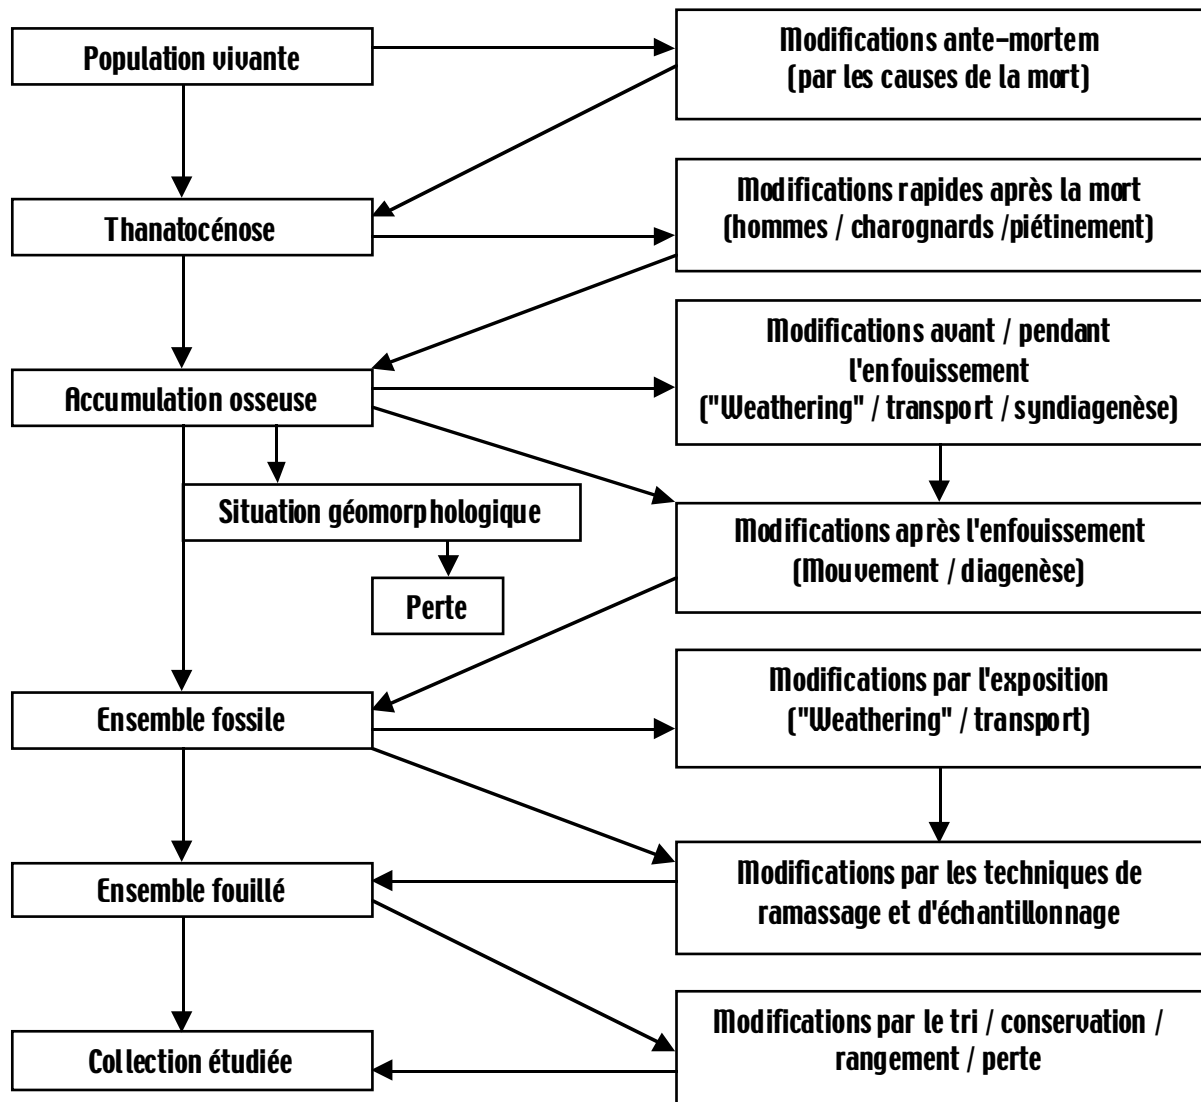 Population vivante
Modifications ante-mortem
(par les causes de la mort)
Thanatocénose
Modifications rapides après la mort
(hommes / charognards /piétinement)
Accumulation osseuse
Modifications avant / pendant
l'enfouissement
("Weathering" / transport / syndiagenèse)
Situation géomorphologique
Perte
Modifications après l'enfouissement
(Mouvement / diagenèse)
Ensemble fossile
Modifications par l'exposition
("Weathering" / transport)
Ensemble fouillé
Modifications par les techniques de
ramassage et d'échantillonnage
Collection étudiée
Modifications par le tri / conservation /
rangement / perte